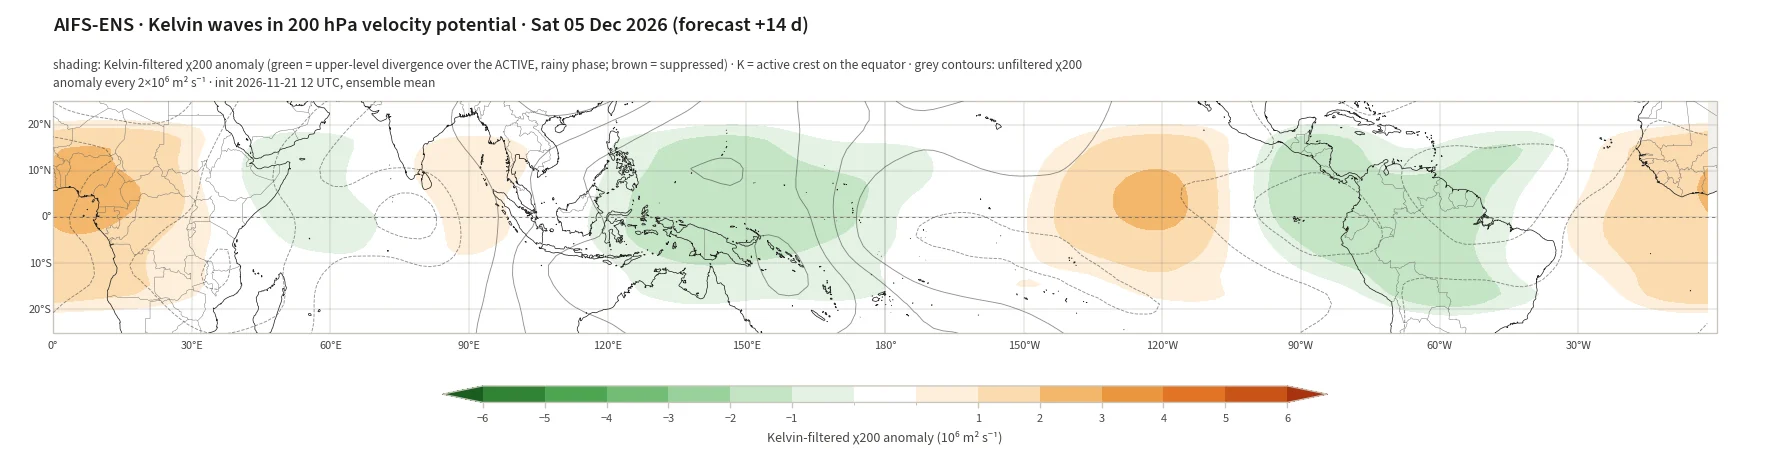 AIFS-ENS · Kelvin waves in 200 hPa velocity potential · Sat 05 Dec 2026 (forecast +14 d)
shading: Kelvin-filtered χ200 anomaly (green = upper-level divergence over the ACTIVE, rainy phase; brown = suppressed) · K = active crest on the equator · grey contours: unfiltered χ200
anomaly every 2×10⁶ m² s⁻¹ · init 2026-11-21 12 UTC, ensemble mean
20°N
10°N
0°
10°S
20°S
0° 30°E 60°E 90°E 120°E 150°E 180° 150°W 120°W 90°W 60°W 30°W
−6 −5 −4 −3 −2 −1 1 2 3 4 5 6
Kelvin-filtered χ200 anomaly (10⁶ m² s⁻¹)